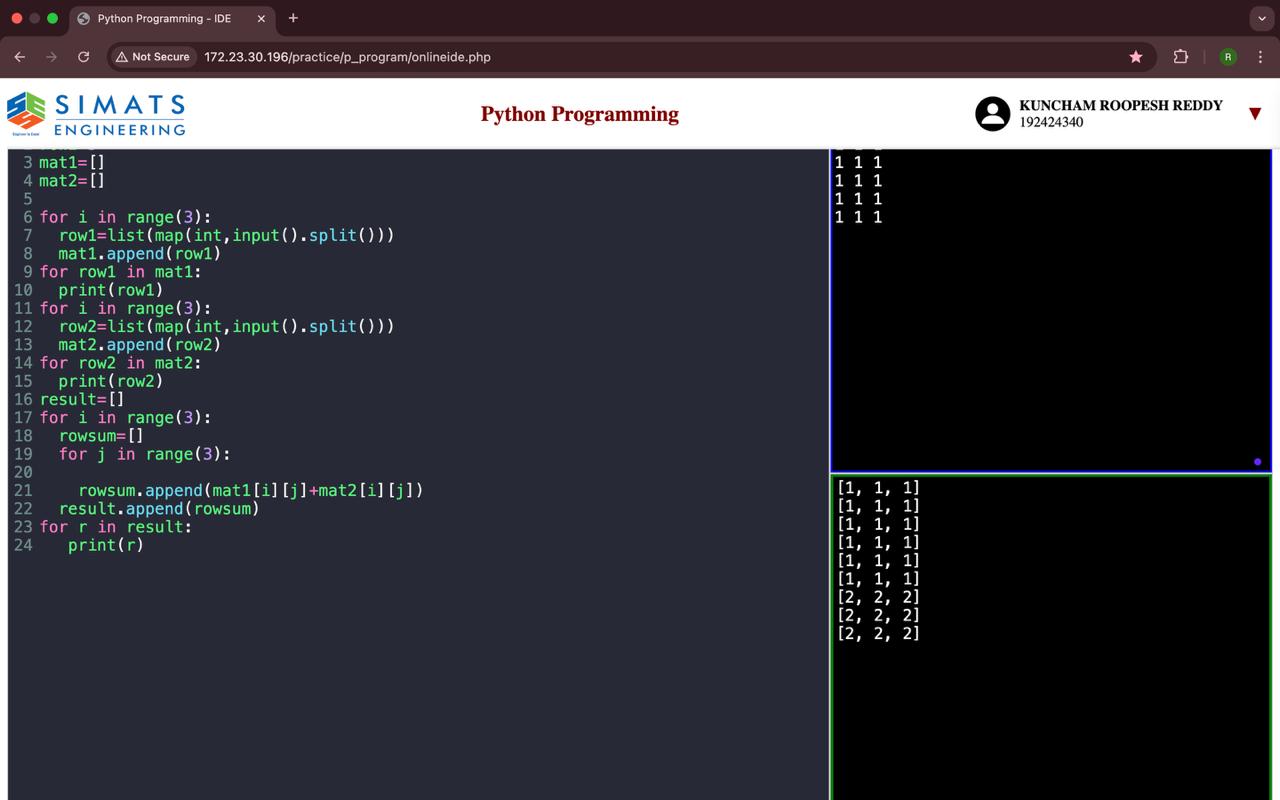 Python Programming - IDE
Not Secure
172.23.30.196/practice/p_program/onlineide.php
R
SIMATS
ENGINEERING
Engineer to Excel
Python Programming
KUNCHAM ROOPESH REDDY
192424340
3 mat1=[]
4 mat2=[]
5
6 for i in range(3):
7   row1=list(map(int,input().split()))
8   mat1.append(row1)
9 for row1 in mat1:
10   print(row1)
11 for i in range(3):
12   row2=list(map(int,input().split()))
13   mat2.append(row2)
14 for row2 in mat2:
15   print(row2)
16 result=[]
17 for i in range(3):
18   rowsum=[]
19   for j in range(3):
20
21     rowsum.append(mat1[i][j]+mat2[i][j])
22   result.append(rowsum)
23 for r in result:
24    print(r)
1 1 1
1 1 1
1 1 1
1 1 1
[1, 1, 1]
[1, 1, 1]
[1, 1, 1]
[1, 1, 1]
[1, 1, 1]
[1, 1, 1]
[2, 2, 2]
[2, 2, 2]
[2, 2, 2]